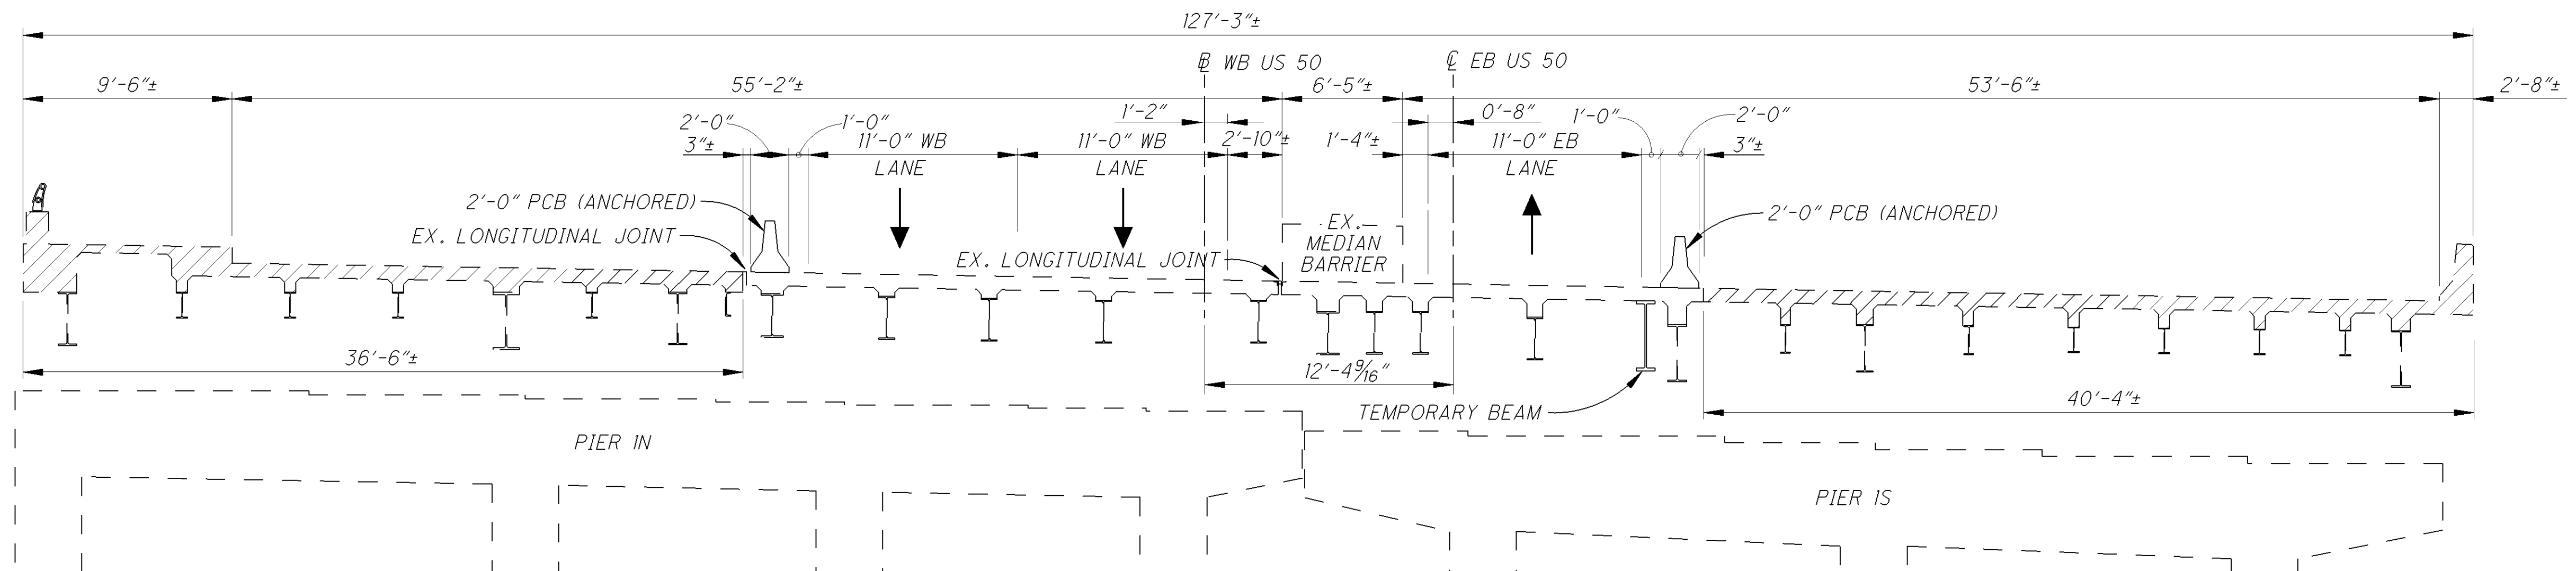 127'-3"±
℄ WB US 50
℄ EB US 50
9'-6"±
55'-2"±
6'-5"±
53'-6"±
2'-8"±
1'-2"
0'-8"
2'-0"
1'-0"
1'-0"
2'-0"
3"±
11'-0" WB
LANE
11'-0" WB
LANE
2'-10"±
1'-4"±
11'-0" EB
LANE
3"±
2'-0" PCB (ANCHORED)
2'-0" PCB (ANCHORED)
EX. LONGITUDINAL JOINT
EX. LONGITUDINAL JOINT
EX.
MEDIAN
BARRIER
36'-6"±
12'-4 9/16"
TEMPORARY BEAM
40'-4"±
PIER 1N
PIER 1S